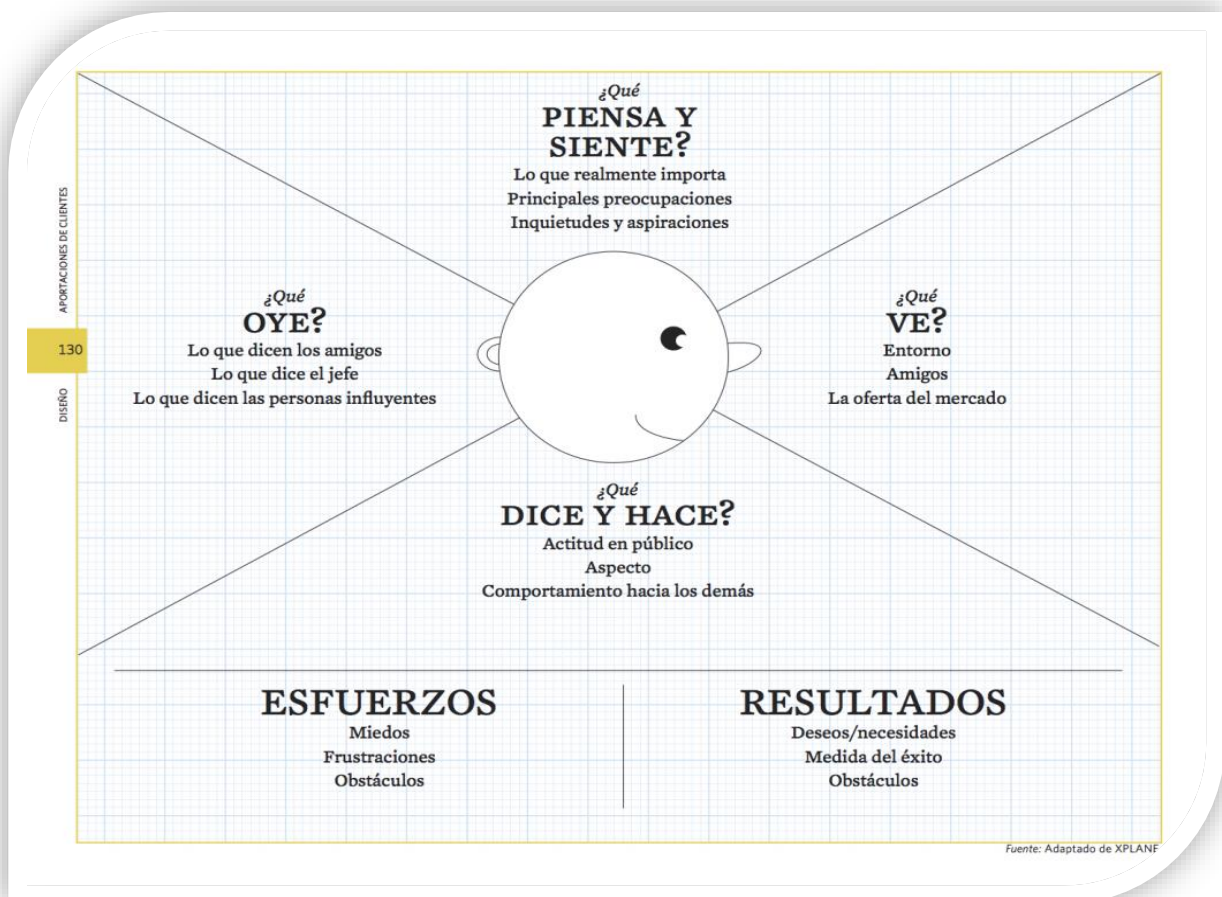 ¿Qué
PIENSA Y
SIENTE?
Lo que realmente importa
Principales preocupaciones
Inquietudes y aspiraciones
APORTACIONES DE CLIENTES
130
DISEÑO
¿Qué
OYE?
Lo que dicen los amigos
Lo que dice el jefe
Lo que dicen las personas influyentes
¿Qué
VE?
Entorno
Amigos
La oferta del mercado
¿Qué
DICE Y HACE?
Actitud en público
Aspecto
Comportamiento hacia los demás
ESFUERZOS
Miedos
Frustraciones
Obstáculos
RESULTADOS
Deseos/necesidades
Medida del éxito
Obstáculos
Fuente: Adaptado de XPLANE